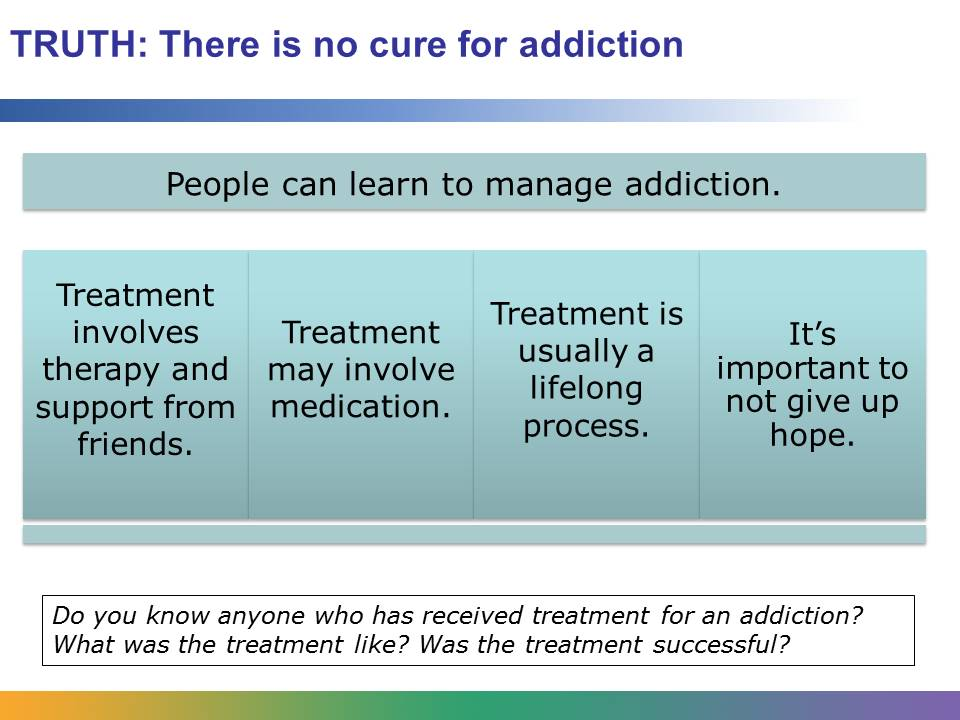 TRUTH: There is no cure for addiction
People can learn to manage addiction.
Treatment
involves
therapy and
support from
friends.
Treatment
may involve
medication.
Treatment is
usually a
lifelong
process.
It’s
important to
not give up
hope.
Do you know anyone who has received treatment for an addiction?
What was the treatment like? Was the treatment successful?